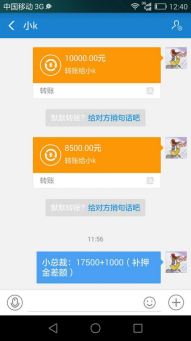 中国移动 3G
12:40
小k
10000.00元
转账给小k
转账
默默转账？给对方捎句话吧
8500.00元
转账给小k
转账
默默转账？给对方捎句话吧
11:56
小总裁：17500+1000（补押
金差额）